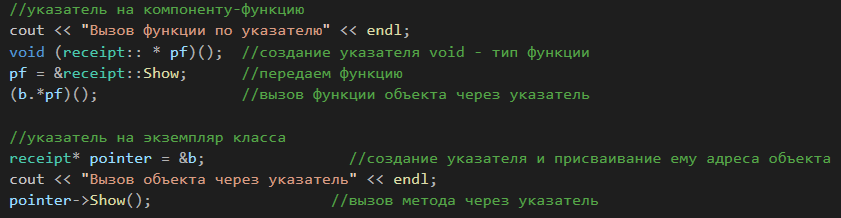 //указатель на компоненту-функцию
cout << "Вызов функции по указателю" << endl;
void (receipt:: * pf)();  //создание указателя void - тип функции
pf = &receipt::Show;      //передаем функцию
(b.*pf)();                //вызов функции объекта через указатель

//указатель на экземпляр класса
receipt* pointer = &b;                 //создание указателя и присваивание ему адреса объекта
cout << "Вызов объекта через указатель" << endl;
pointer->Show();                     //вызов метода через указатель